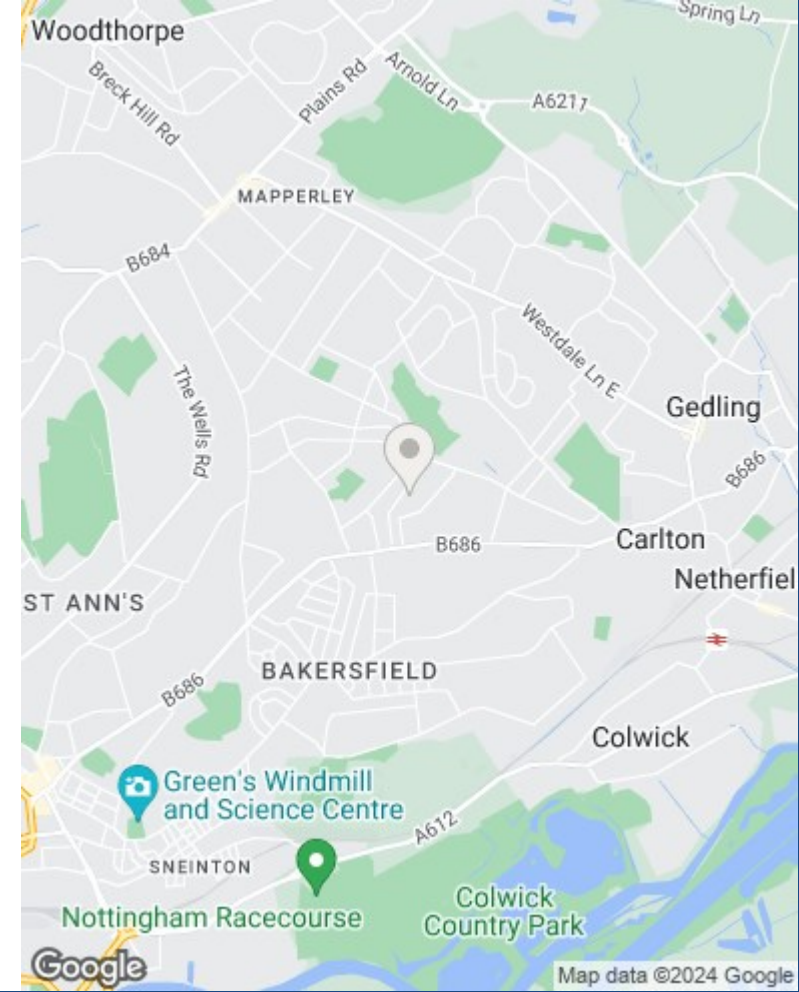 Spring Ln
Woodthorpe
Breck Hill Rd
Plains Rd
Arnold Ln
A6211
MAPPERLEY
B684
Westdale Ln E
The Wells Rd
Gedling
B686
B686
Carlton
Netherfiel
ST ANN'S
BAKERSFIELD
B686
Colwick
Green's Windmill
and Science Centre
A612
SNEINTON
Nottingham Racecourse
Colwick
Country Park
Google
Map data ©2024 Google